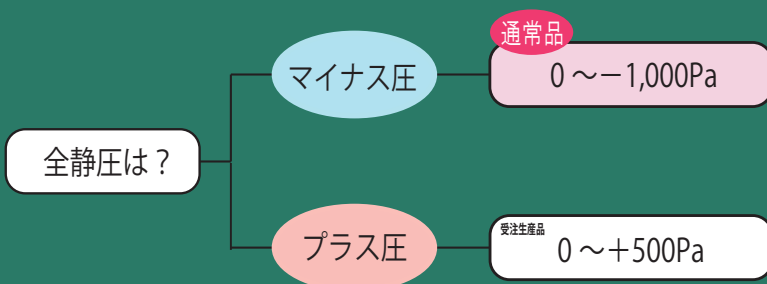 通常品
マイナス圧
0～－1,000Pa
全静圧は？
受注生産品
プラス圧
0～＋500Pa